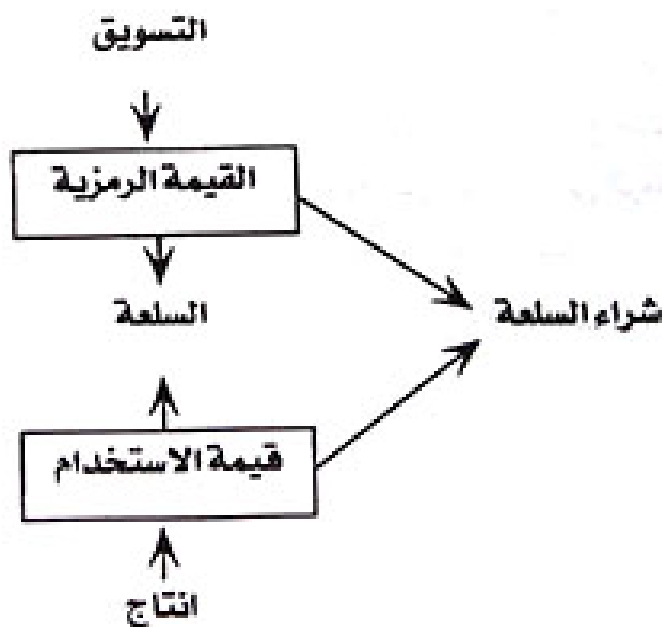 التسويق
القيمة الرمزية
السلعة
شراء السلعة
قيمة الاستخدام
انتاج